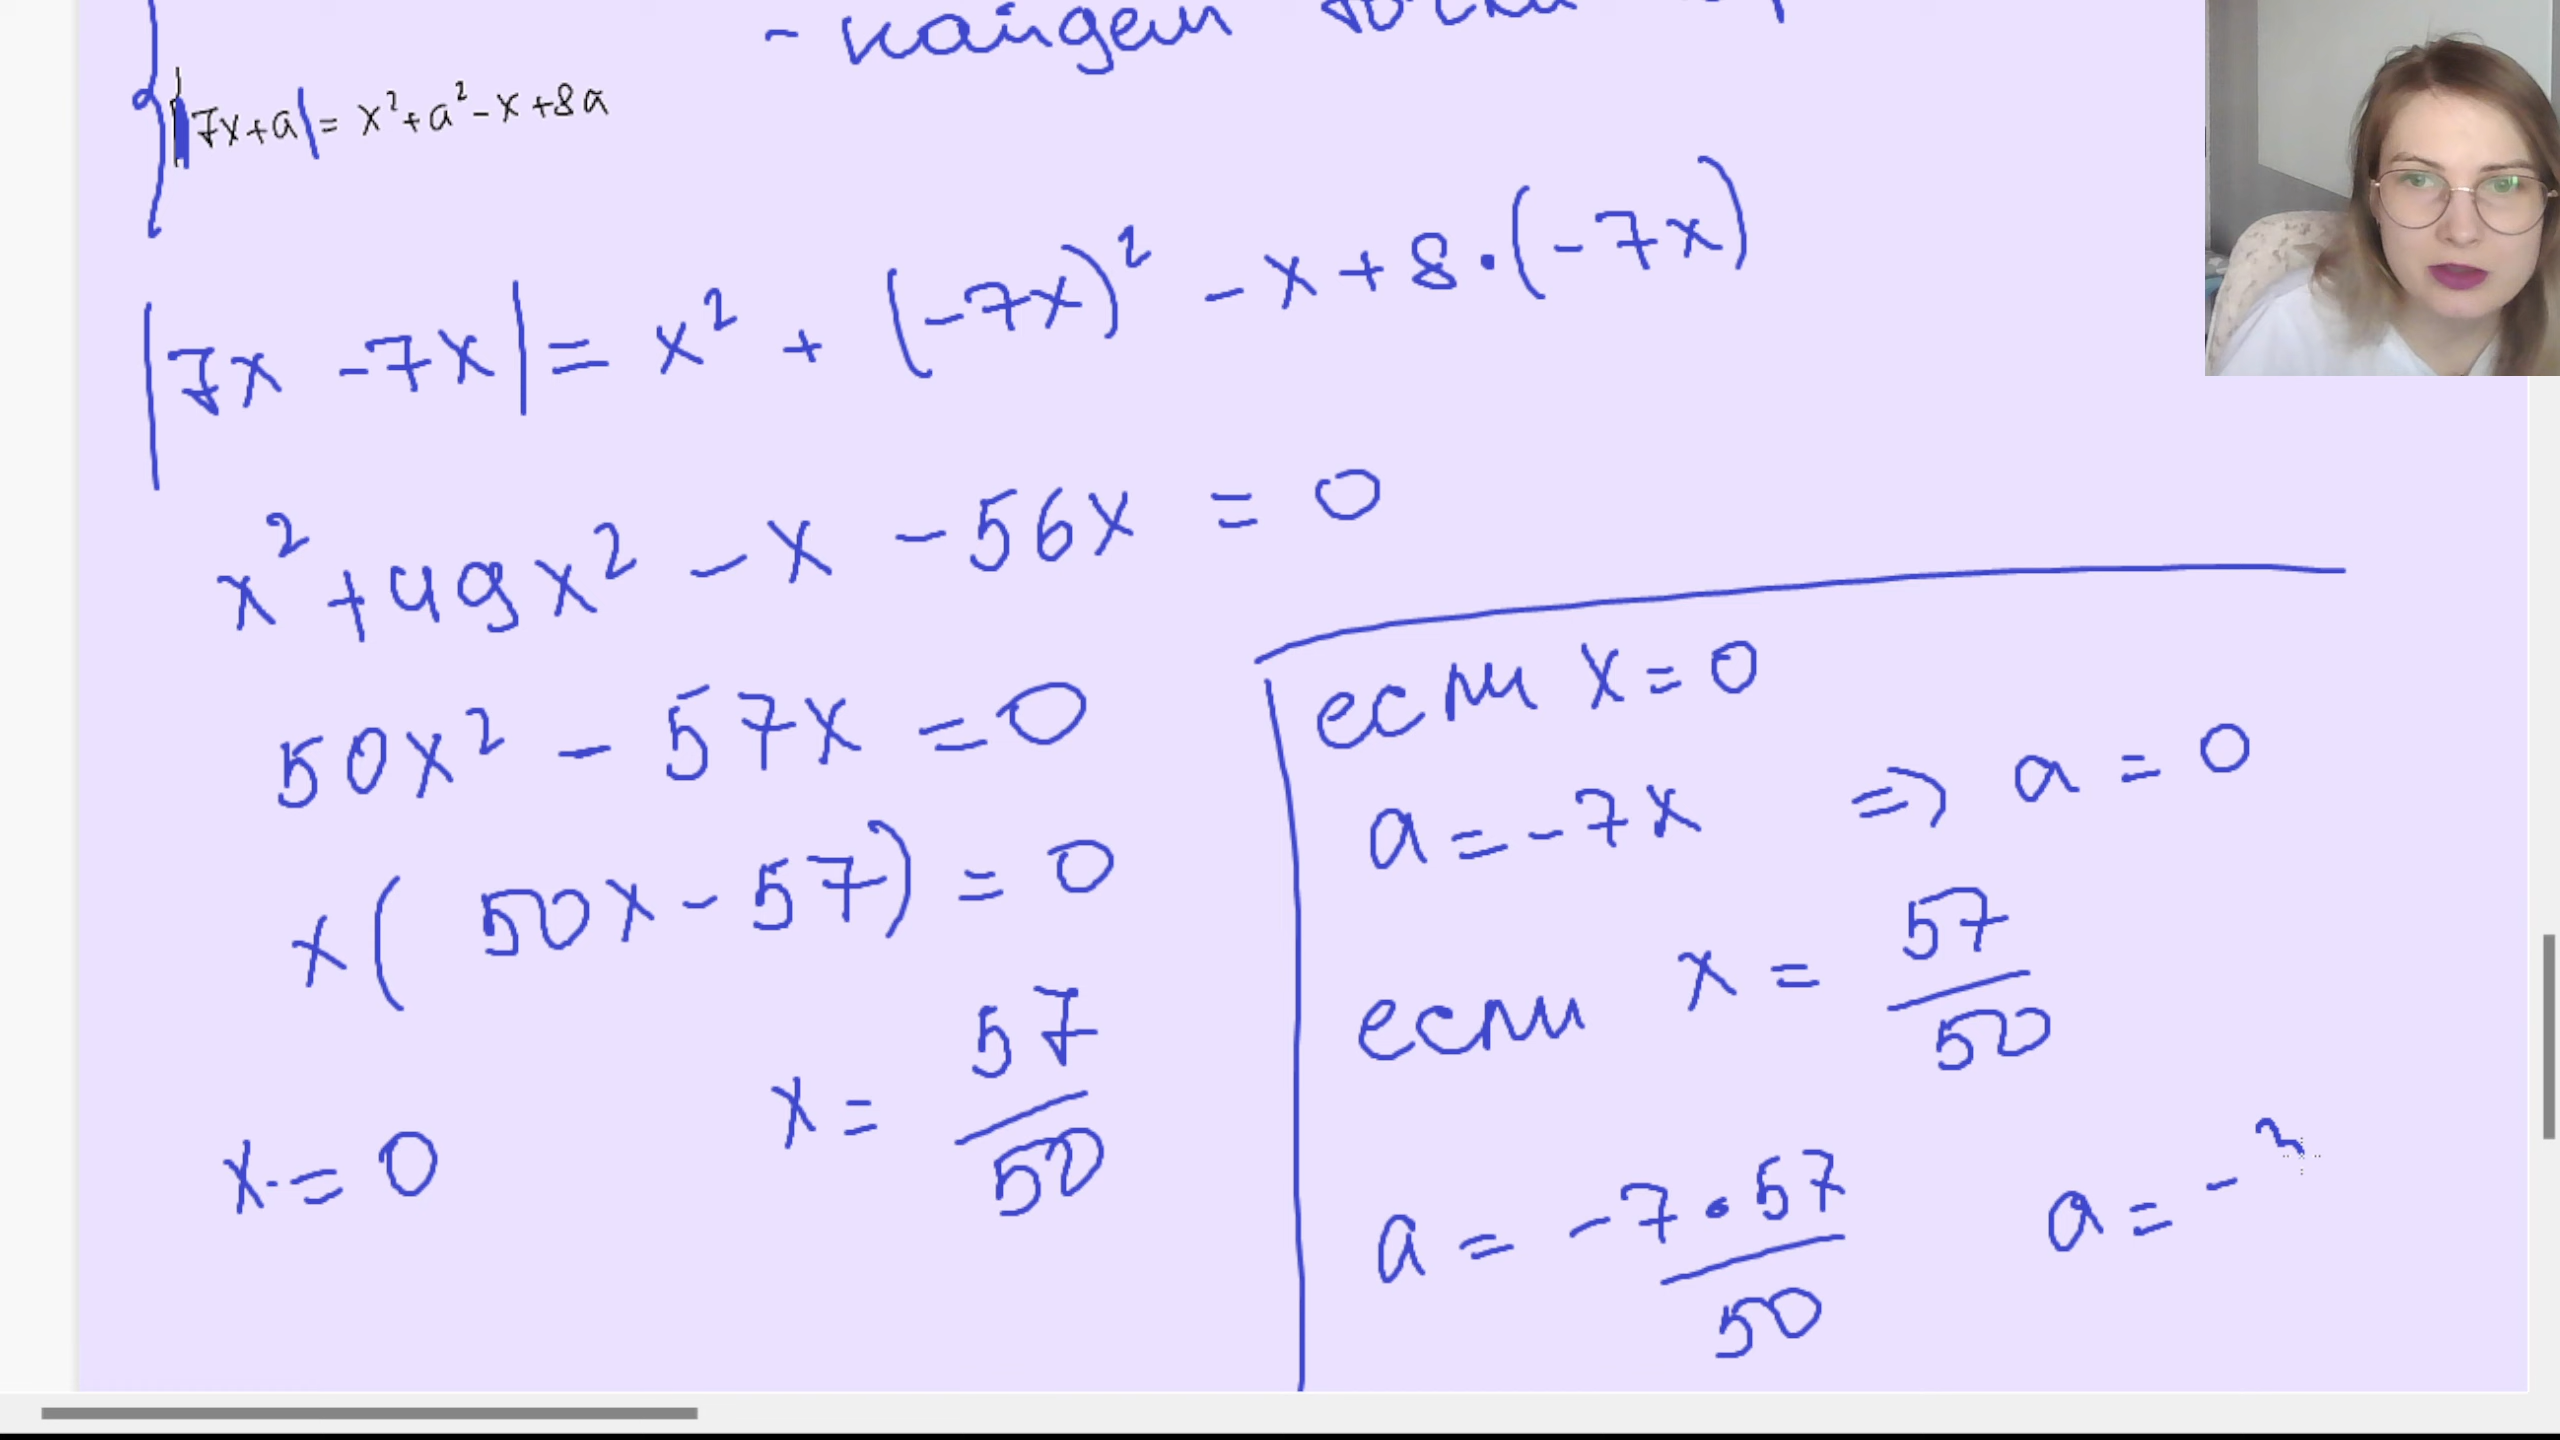 - найдем точки
|7x+a| = x²+a²-x+8a
|7x -7x| = x² + (-7x)² - x + 8·(-7x)
x² + 49x² - x - 56x = 0
50x² - 57x = 0
x(50x - 57) = 0
x = 0 x = 57/50
если x = 0
a = -7x => a = 0
если x = 57/50
a = -7·57/50 a = -